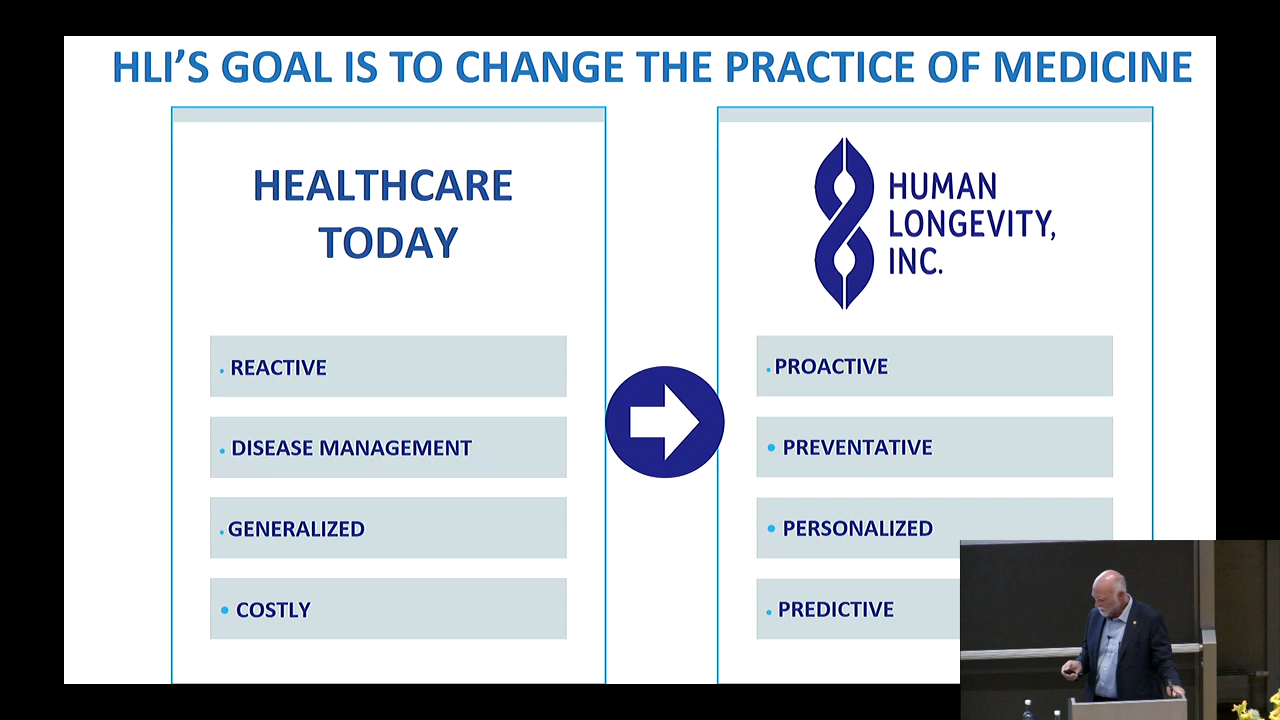 HLI'S GOAL IS TO CHANGE THE PRACTICE OF MEDICINE
HEALTHCARE
TODAY
• REACTIVE
• DISEASE MANAGEMENT
• GENERALIZED
• COSTLY
HUMAN
LONGEVITY,
INC.
• PROACTIVE
• PREVENTATIVE
• PERSONALIZED
• PREDICTIVE